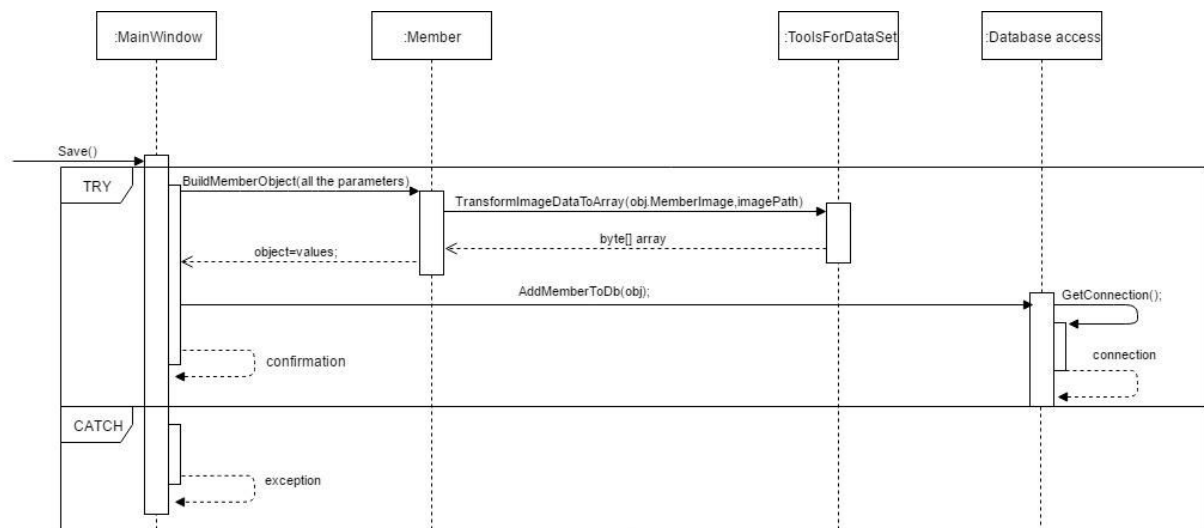 :MainWindow
:Member
:ToolsForDataSet
:Database access
Save()
TRY
BuildMemberObject(all the parameters)
TransformImageDataToArray(obj.MemberImage,imagePath)
byte[] array
object=values;
AddMemberToDb(obj);
GetConnection();
confirmation
connection
CATCH
exception